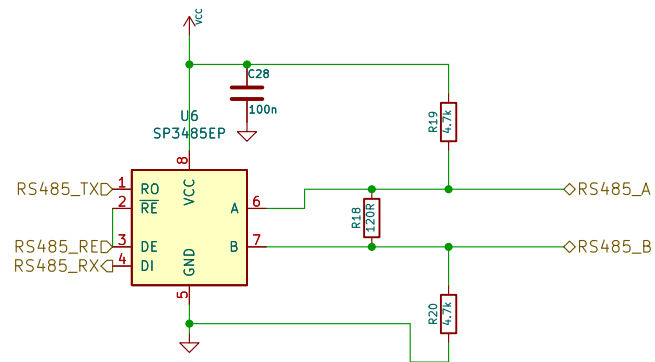 VCC
C28
100n
U6
SP3485EP
R19
4.7k
8
VCC
RS485_TX
1
RO
2
RE
A
6
R18
120R
RS485_A
RS485_RE
3
DE
B
7
RS485_B
RS485_RX
4
DI
GND
5
R20
4.7k